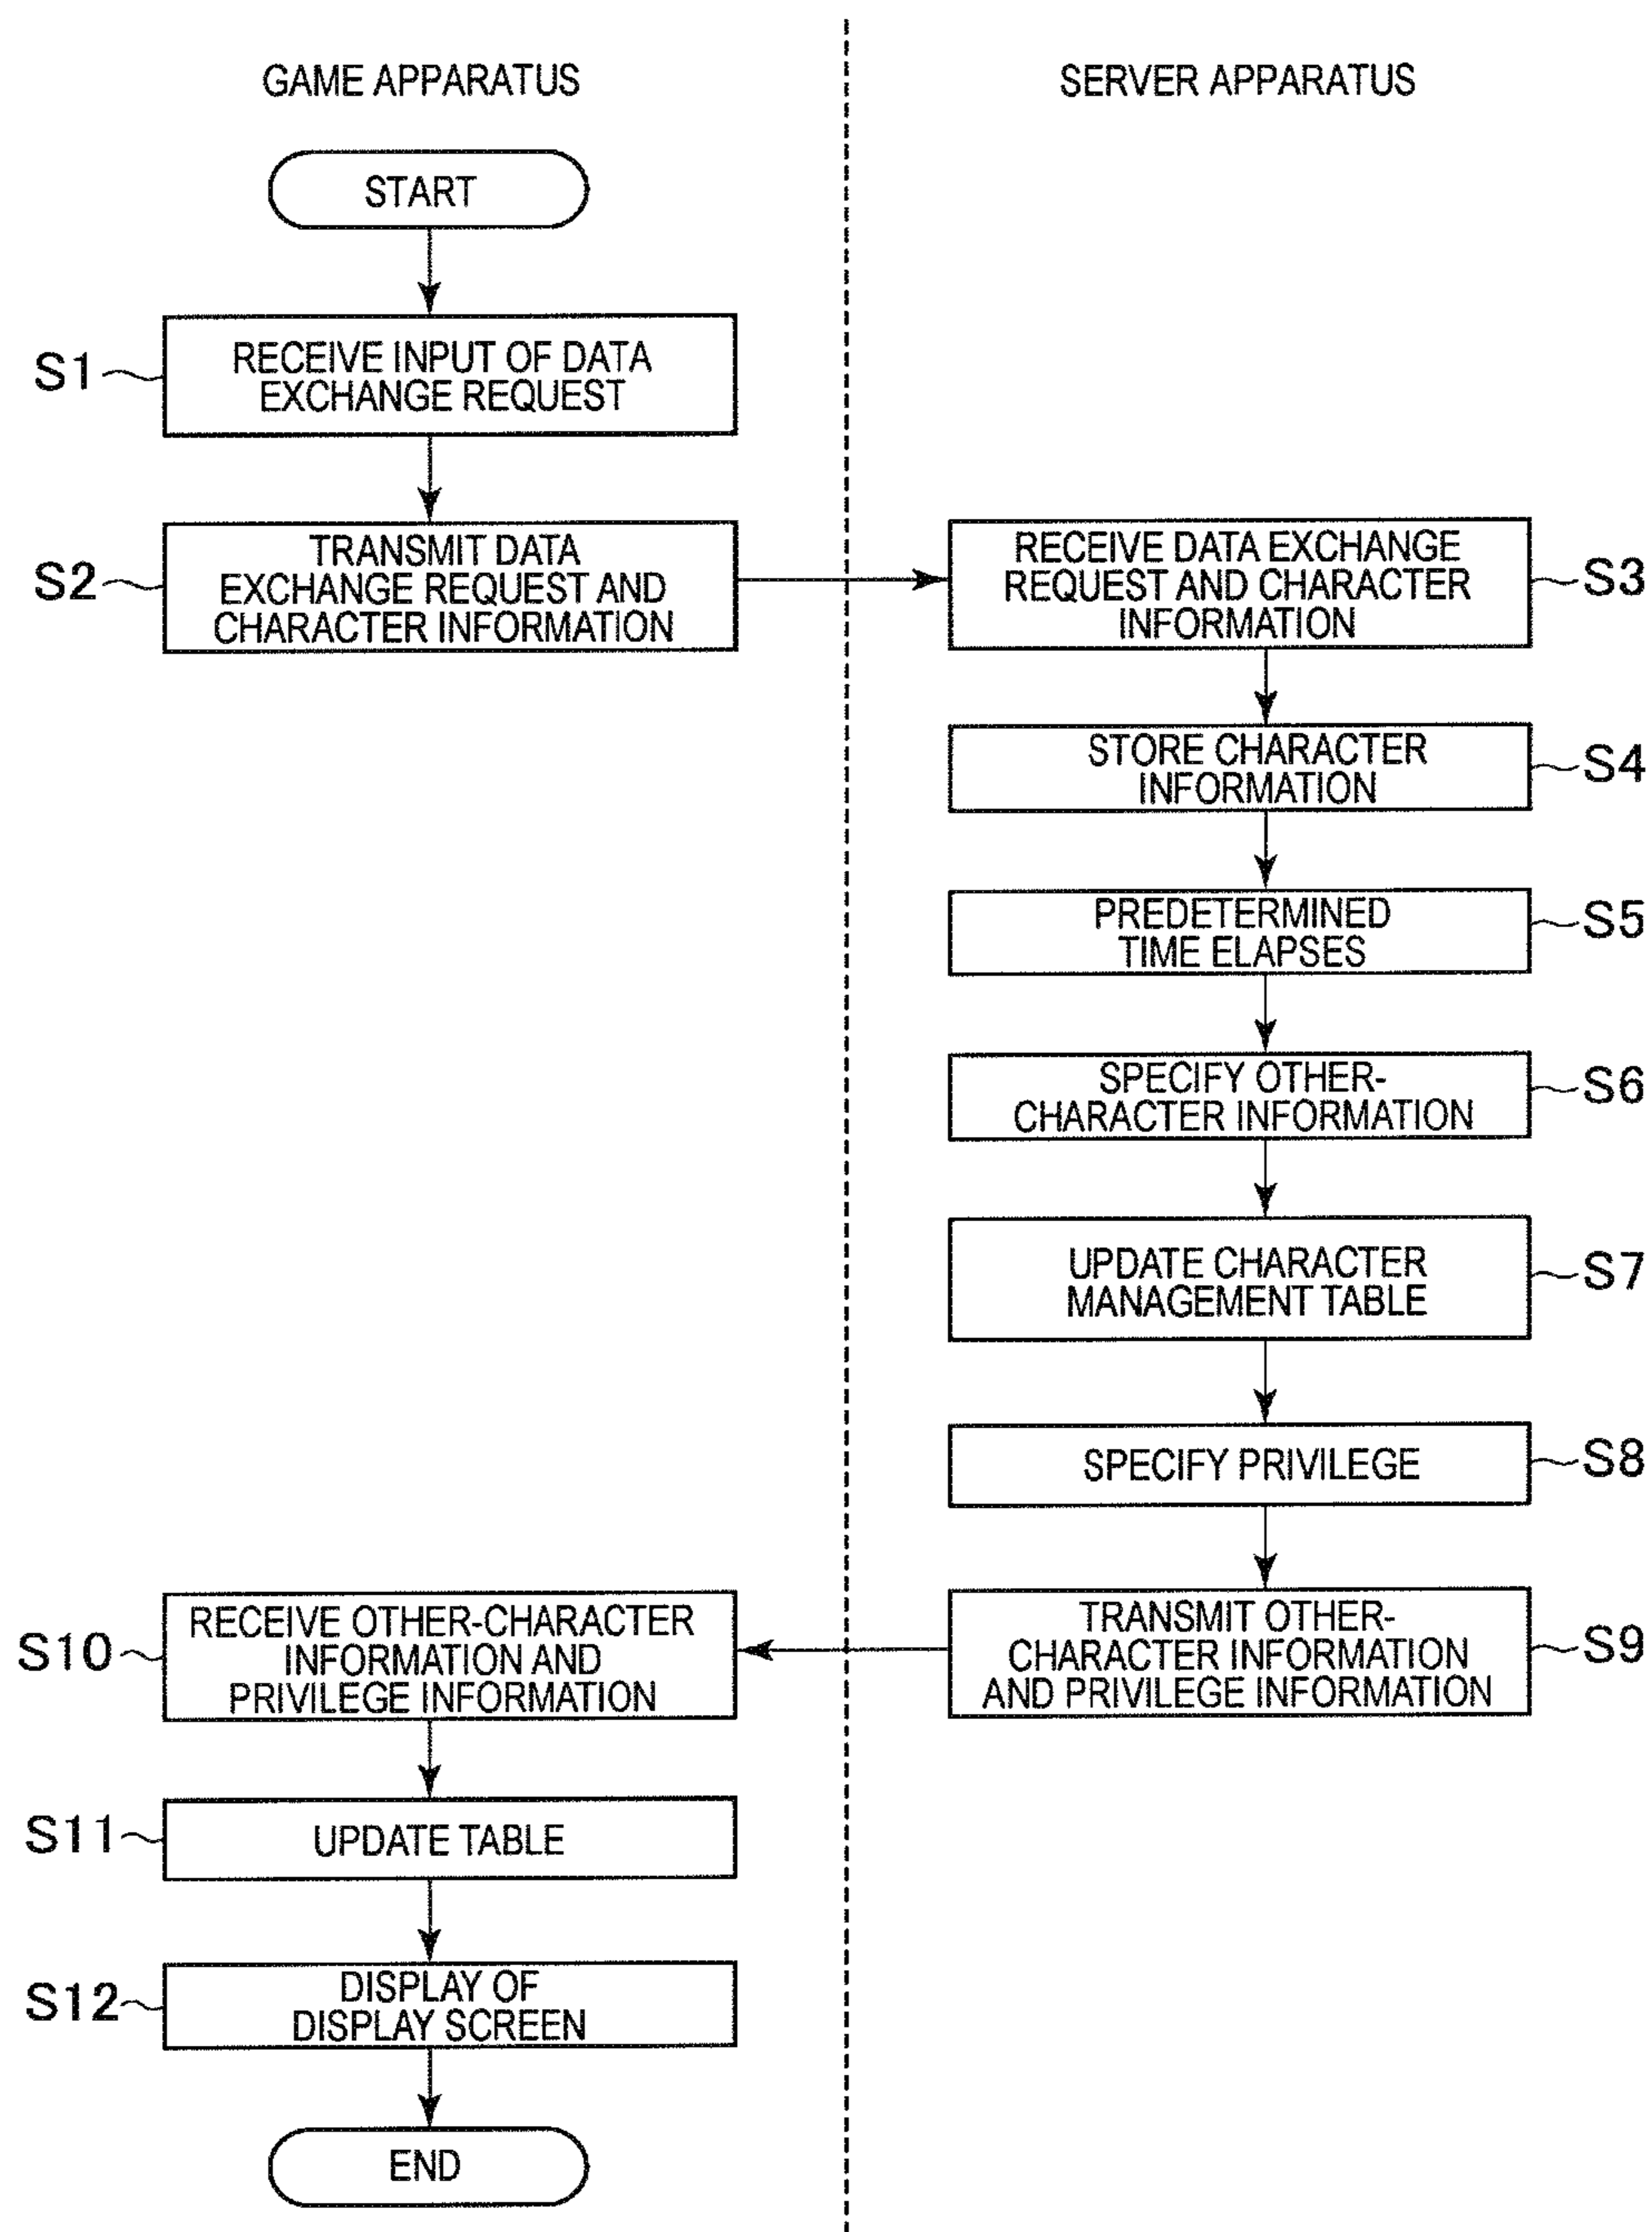 GAME APPARATUS
SERVER APPARATUS
START
S1
RECEIVE INPUT OF DATA
EXCHANGE REQUEST
S2
TRANSMIT DATA
EXCHANGE REQUEST AND
CHARACTER INFORMATION
RECEIVE DATA EXCHANGE
REQUEST AND CHARACTER
INFORMATION
S3
STORE CHARACTER
INFORMATION
S4
PREDETERMINED
TIME ELAPSES
S5
SPECIFY OTHER-
CHARACTER INFORMATION
S6
UPDATE CHARACTER
MANAGEMENT TABLE
S7
SPECIFY PRIVILEGE
S8
TRANSMIT OTHER-
CHARACTER INFORMATION
AND PRIVILEGE INFORMATION
S9
S10
RECEIVE OTHER-CHARACTER
INFORMATION AND
PRIVILEGE INFORMATION
S11
UPDATE TABLE
S12
DISPLAY OF
DISPLAY SCREEN
END